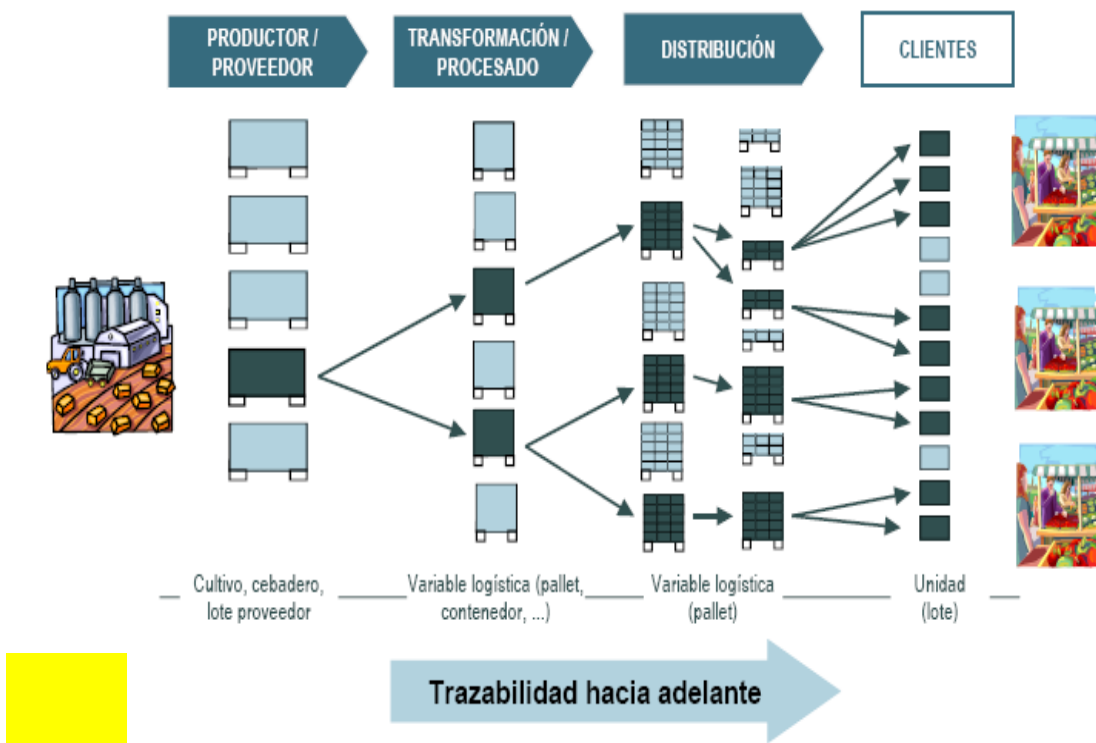 PRODUCTOR /
PROVEEDOR
TRANSFORMACIÓN /
PROCESADO
DISTRIBUCIÓN
CLIENTES
Cultivo, cebadero,
lote proveedor
Variable logística (pallet,
contenedor, ...)
Variable logística
(pallet)
Unidad
(lote)
Trazabilidad hacia adelante